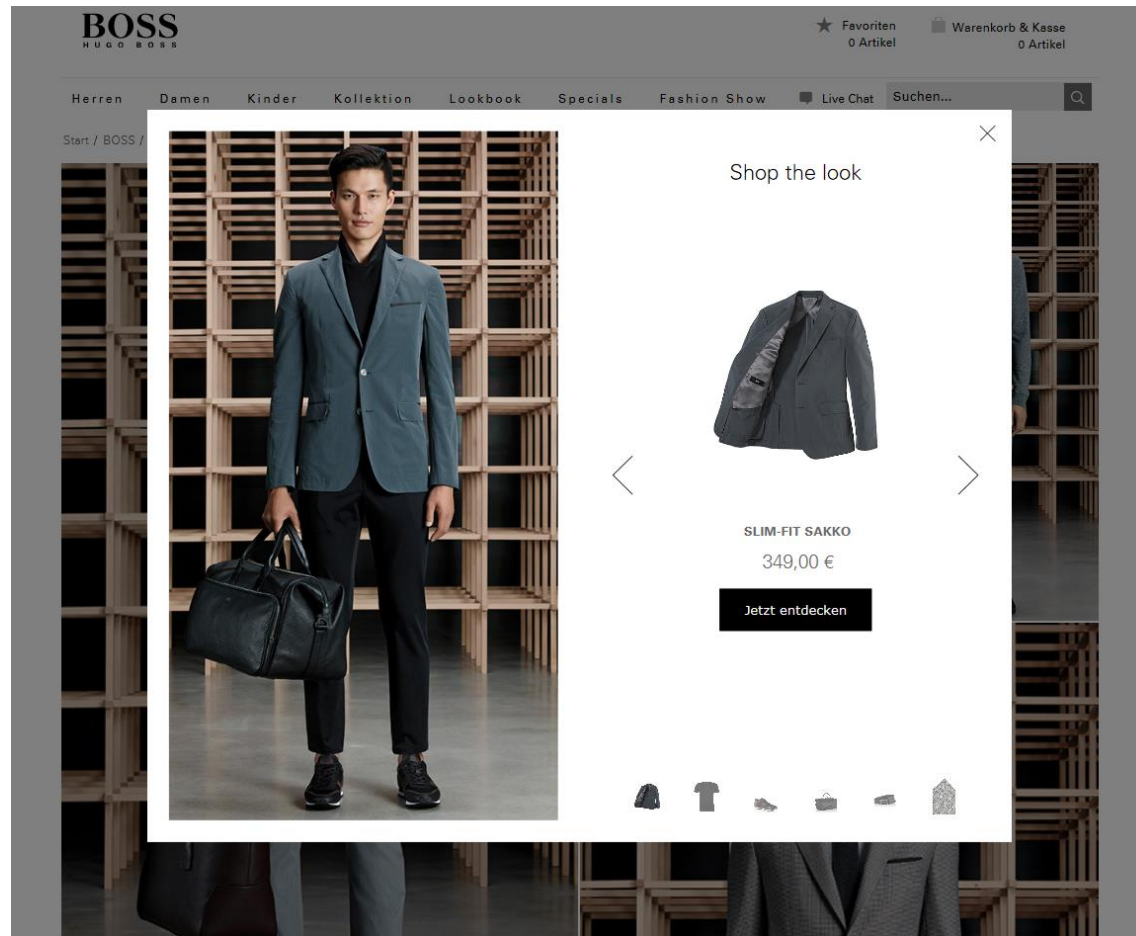 BOSS
HUGO BOSS
Favoriten
0 Artikel
Warenkorb & Kasse
0 Artikel
Herren Damen Kinder Kollektion Lookbook Specials Fashion Show Live Chat Suchen...
Start / BOSS /
Shop the look
SLIM-FIT SAKKO
349,00 €
Jetzt entdecken